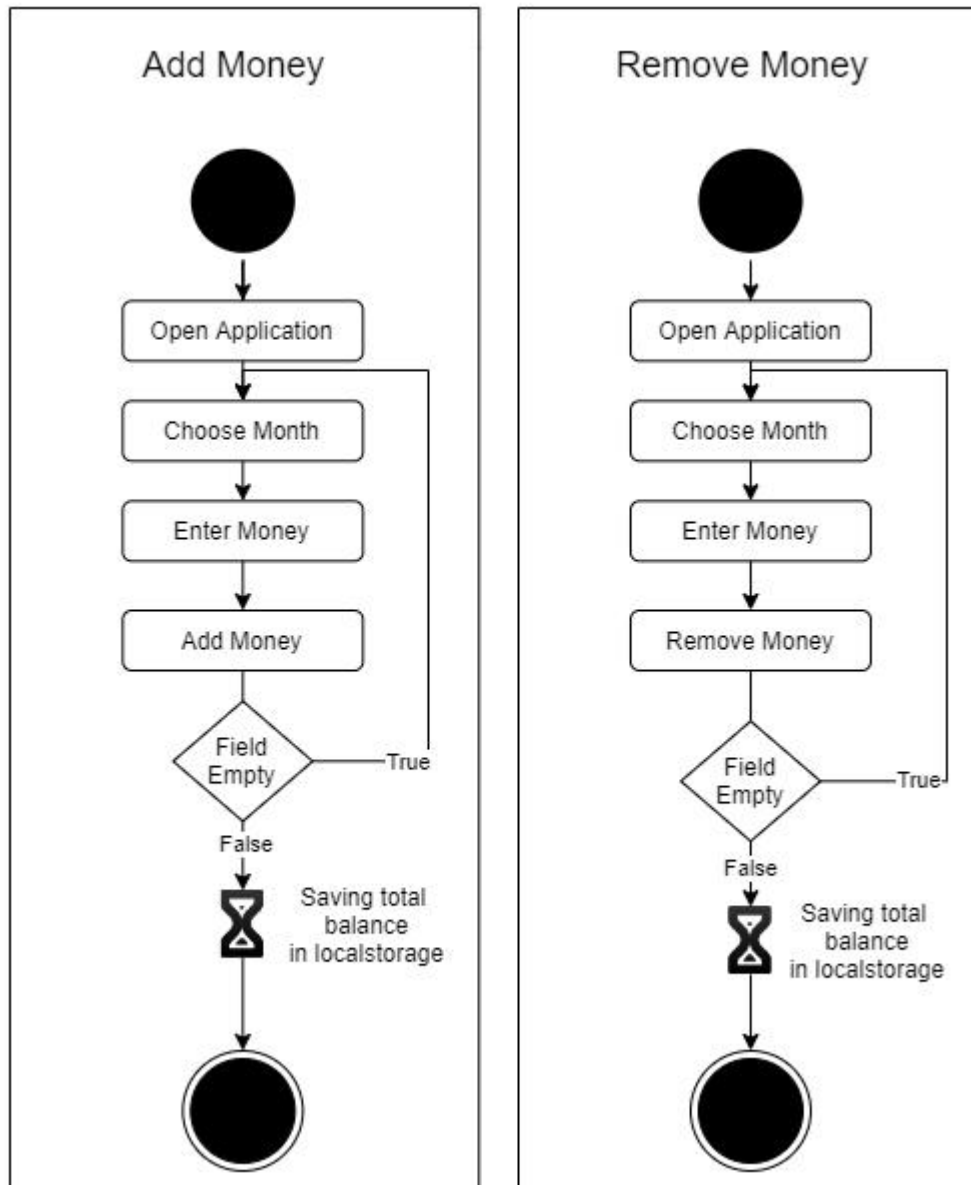 Add Money
Open Application
Choose Month
Enter Money
Add Money
Field
Empty
True
False
Saving total
balance
in localstorage
Remove Money
Open Application
Choose Month
Enter Money
Remove Money
Field
Empty
True
False
Saving total
balance
in localstorage